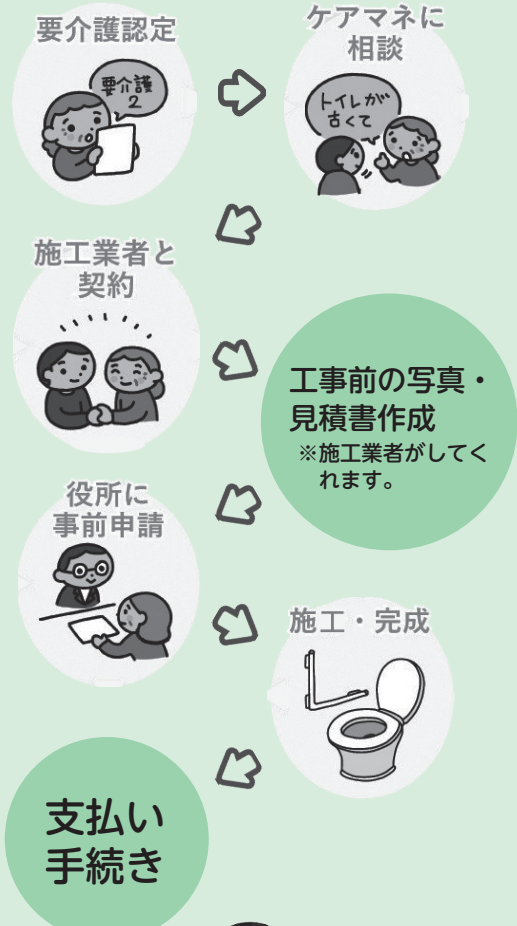 要介護認定
要介護
2
ケアマネに
相談
トイレが
古くて
施工業者と
契約
工事前の写真・
見積書作成
※施工業者がしてく
れます。
役所に
事前申請
施工・完成
支払い
手続き